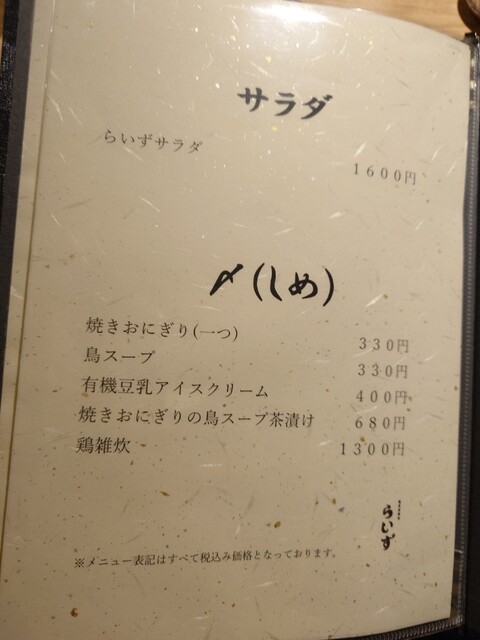 サラダ
らいずサラダ 1600円
〆(しめ)
焼きおにぎり(一つ) 330円
鳥スープ 330円
有機豆乳アイスクリーム 400円
焼きおにぎりの鳥スープ茶漬け 680円
鶏雑炊 1300円
らいず
※メニュー表記はすべて税込み価格となっております。